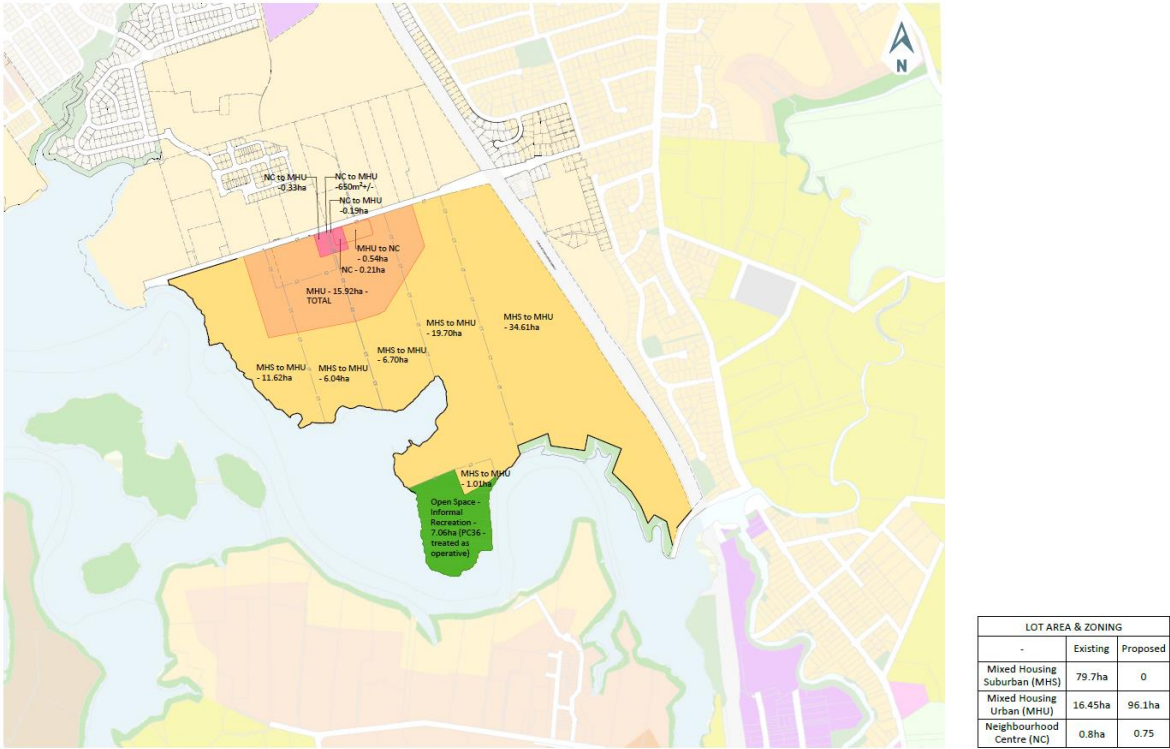 N
NC to MHU
-0.33ha
NC to MHU
-650m²+/-
NC to MHU
-0.19ha
MHU to NC
- 0.54ha
NC - 0.21ha
MHU - 15.92ha -
TOTAL
MHS to MHU
- 34.61ha
MHS to MHU
- 19.70ha
MHS to MHU
- 6.70ha
MHS to MHU
- 11.62ha
MHS to MHU
- 6.04ha
MHS to MHU
- 1.01ha
Open Space -
Informal
Recreation -
7.06ha (PC36 -
treated as
operative)
LOT AREA & ZONING
- Existing Proposed
Mixed Housing
Suburban (MHS) 79.7ha 0
Mixed Housing
Urban (MHU) 16.45ha 96.1ha
Neighbourhood
Centre (NC) 0.8ha 0.75